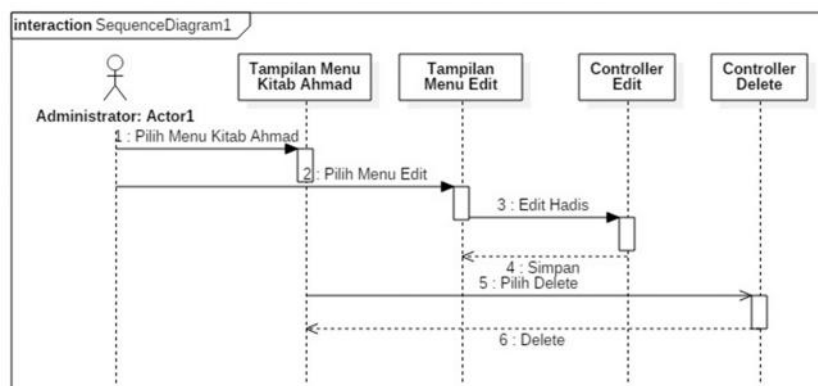 interaction SequenceDiagram1
Tampilan Menu
Kitab Ahmad
Tampilan
Menu Edit
Controller
Edit
Controller
Delete
Administrator: Actor1
1 : Pilih Menu Kitab Ahmad
2 : Pilih Menu Edit
3 : Edit Hadis
4 : Simpan
5 : Pilih Delete
6 : Delete